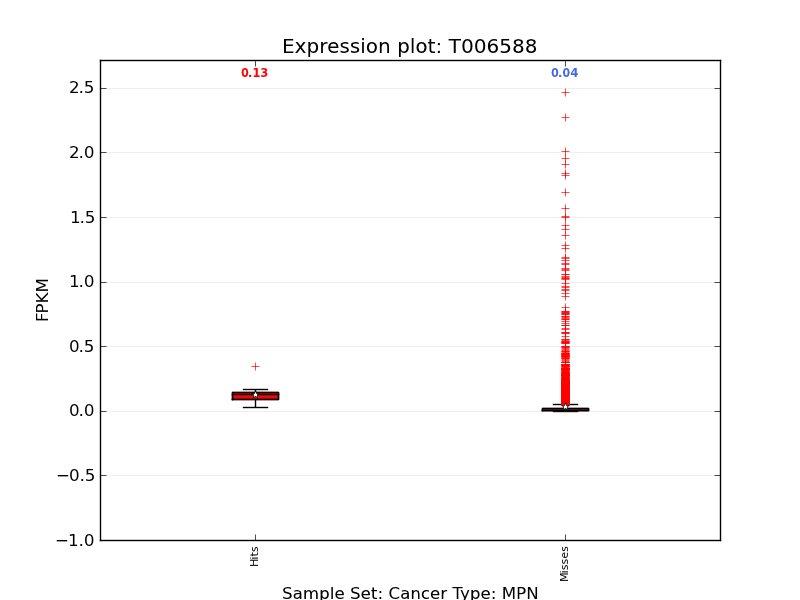 Expression plot: T006588
0.13
0.04
2.5
2.0
1.5
1.0
0.5
0.0
−0.5
−1.0
FPKM
Hits
Misses
Sample Set: Cancer Type: MPN